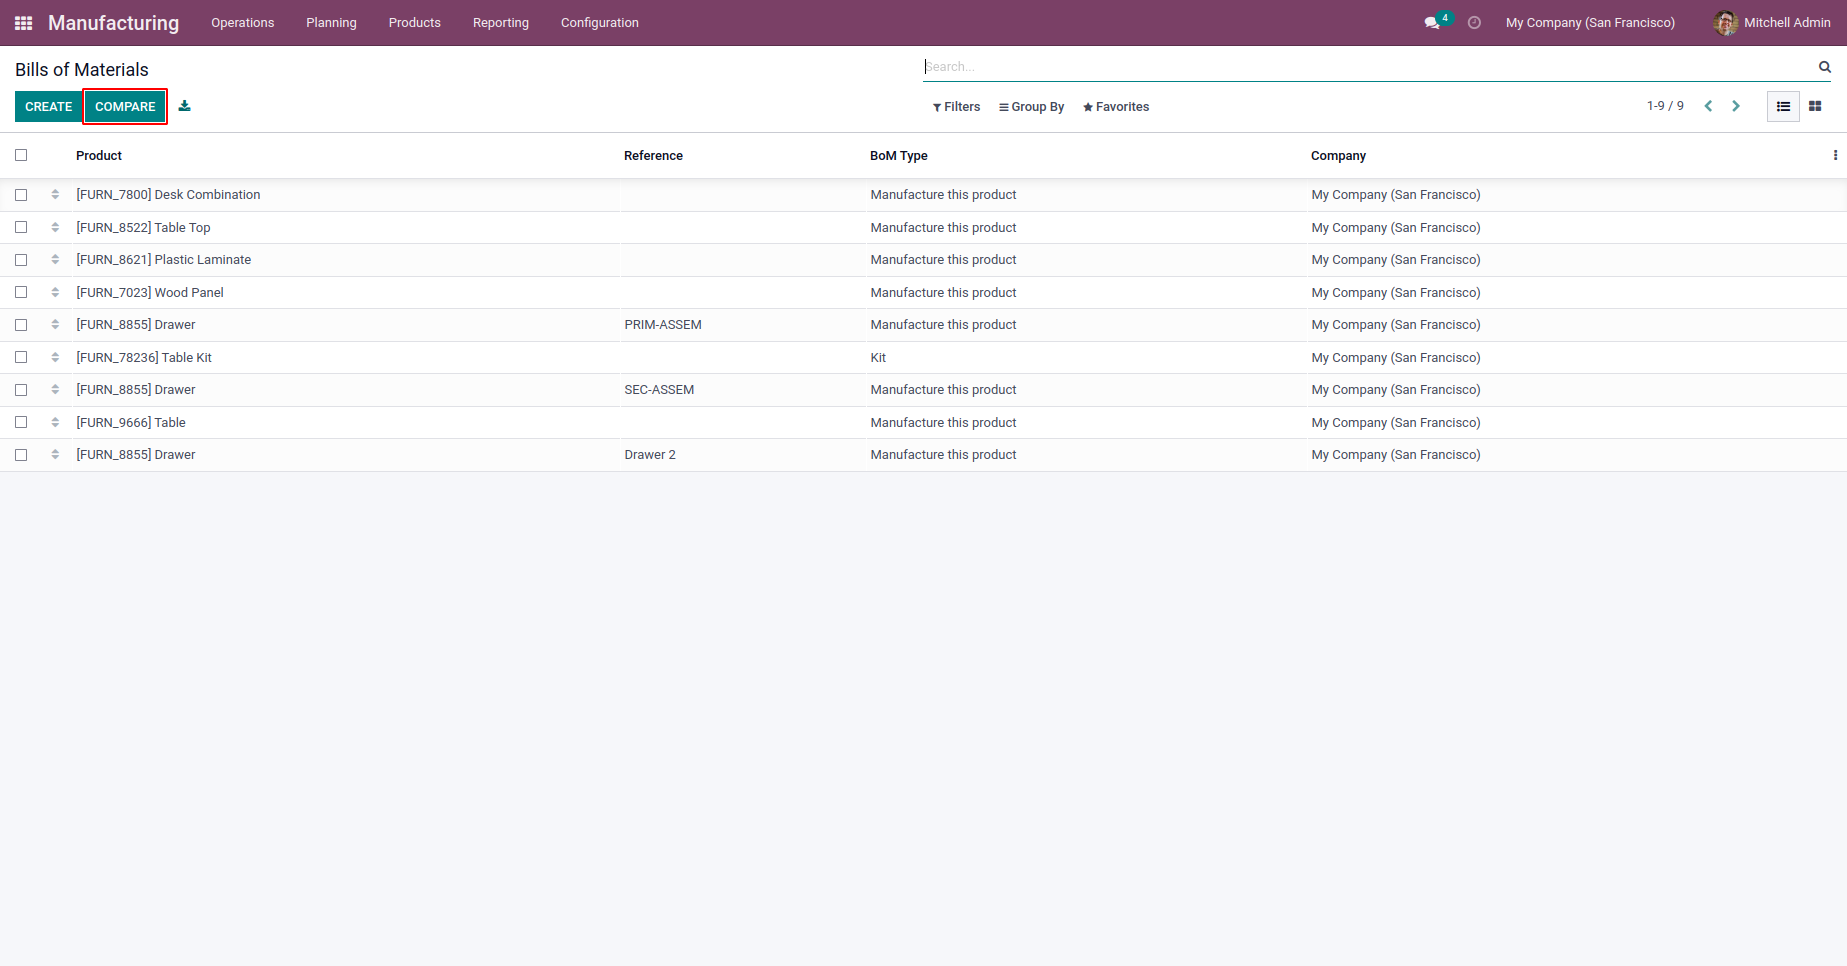 Manufacturing Operations Planning Products Reporting Configuration 4 My Company (San Francisco) Mitchell Admin
Bills of Materials Search...
CREATE COMPARE Filters Group By Favorites 1-9 / 9
Product Reference BoM Type Company
[FURN_7800] Desk Combination Manufacture this product My Company (San Francisco)
[FURN_8522] Table Top Manufacture this product My Company (San Francisco)
[FURN_8621] Plastic Laminate Manufacture this product My Company (San Francisco)
[FURN_7023] Wood Panel Manufacture this product My Company (San Francisco)
[FURN_8855] Drawer PRIM-ASSEM Manufacture this product My Company (San Francisco)
[FURN_78236] Table Kit Kit My Company (San Francisco)
[FURN_8855] Drawer SEC-ASSEM Manufacture this product My Company (San Francisco)
[FURN_9666] Table Manufacture this product My Company (San Francisco)
[FURN_8855] Drawer Drawer 2 Manufacture this product My Company (San Francisco)